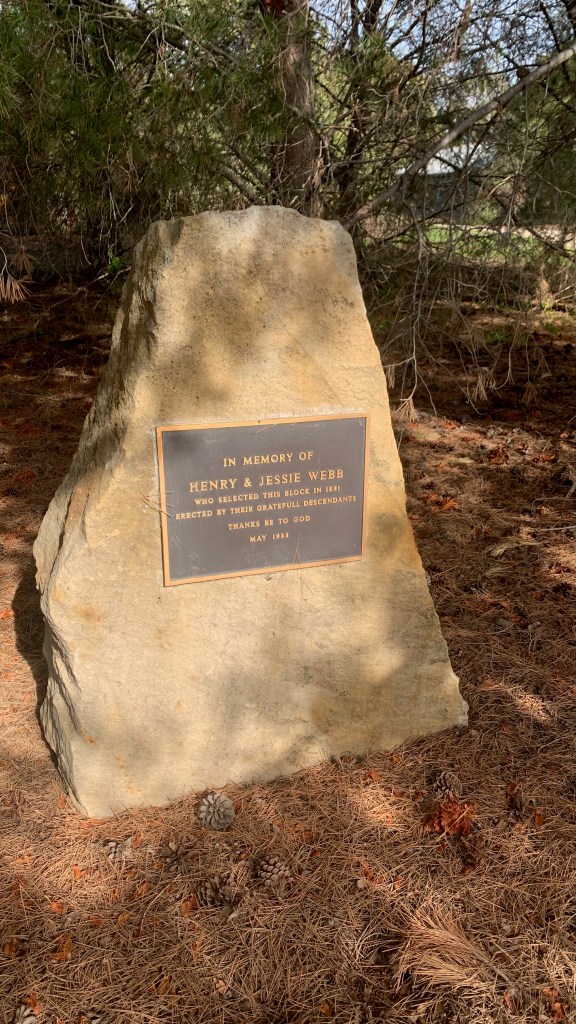 IN MEMORY OF
HENRY & JESSIE WEBB
WHO SELECTED THIS BLOCK IN 1891
ERECTED BY THEIR GRATEFULL DESCENDANTS
THANKS BE TO GOD
MAY 1988